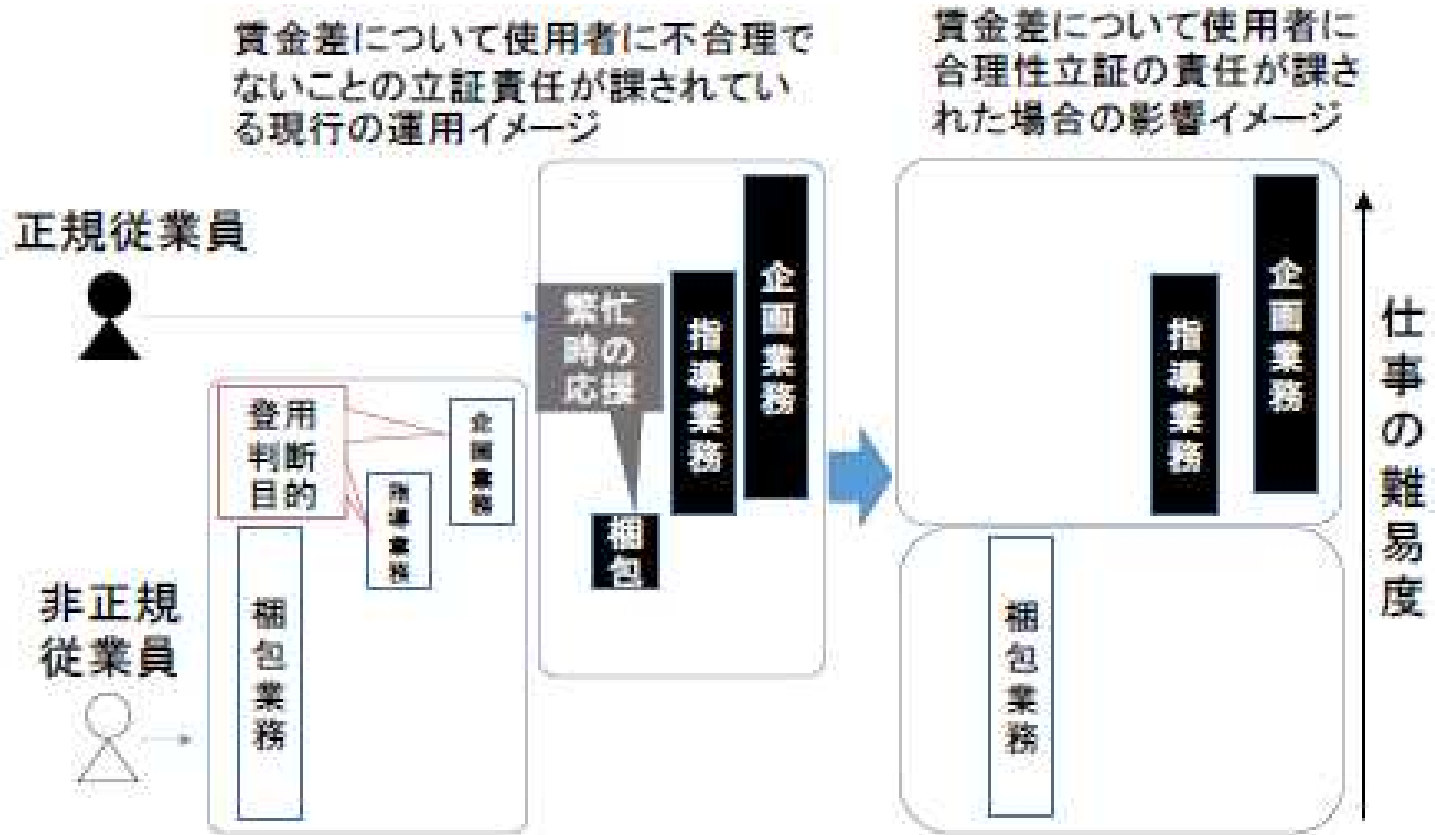 賃金差について使用者に不合理で
ないことの立証責任が課されてい
る現行の運用イメージ
賃金差について使用者に
合理性立証の責任が課さ
れた場合の影響イメージ
正規従業員
繁忙
時の
応援
指導業務
企画業務
梱包
登用
判断
目的
企画業務
指導業務
梱包業務
非正規
従業員
企画業務
指導業務
梱包業務
仕事の難易度